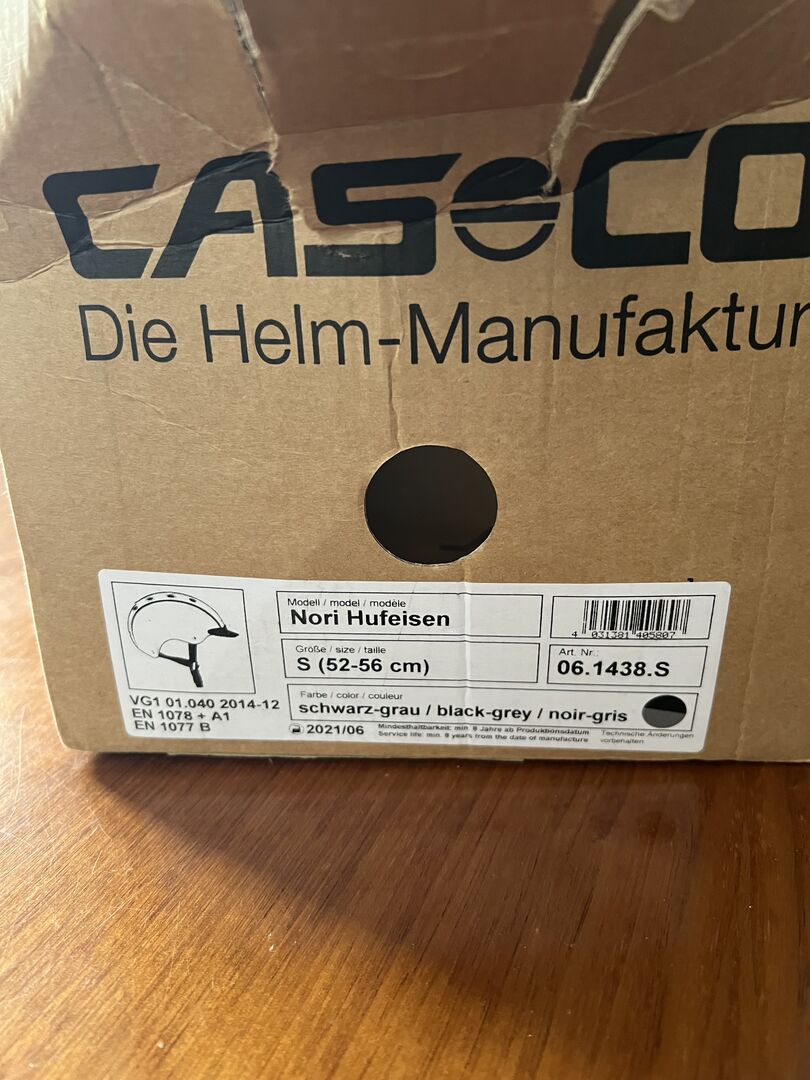 CASCO
Die Helm-Manufaktur
Modell / model / modèle
Nori Hufeisen
4 031381 405807
Größe / size / taille
S (52-56 cm)
Art. Nr.:
06.1438.S
VG1 01.040 2014-12
EN 1078 + A1
EN 1077 B
Farbe / color / couleur
schwarz-grau / black-grey / noir-gris
2021/06
Mindesthaltbarkeit: min. 8 Jahre ab Produktionsdatum
Service life: min. 8 years from the date of manufacture
Technische Änderungen
vorbehalten